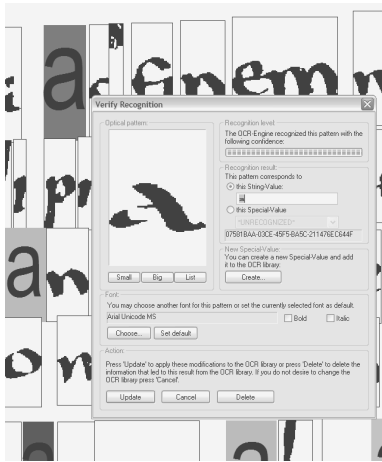 Verify Recognition
Optical pattern:
Small
Big
List
Recognition level:
The OCR-Engine recognized this pattern with the
following confidence:
Recognition result:
This pattern corresponds to
this String-Value:
this Special-Value
*UNRECOGNIZED*
07581BAA-03CE-45F5-BA5C-211476EC644F
New Special-Value:
You can create a new Special-Value and add
it to the OCR library:
Create...
Font:
You may choose another font for this pattern or set the currently selected font as default.
Arial Unicode MS
Bold
Italic
Choose...
Set default
Action:
Press 'Update' to apply these modifications to the OCR library or press 'Delete' to delete the
information that led to this result from the OCR library. If you do not desire to change the
OCR library press 'Cancel'.
Update
Cancel
Delete